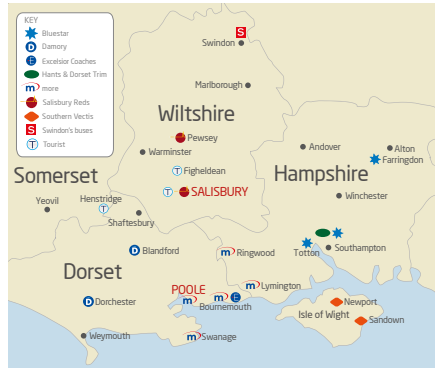 KEY
Bluestar
D Damory
E Excelsior Coaches
Hants & Dorset Trim
m more
Salisbury Reds
Southern Vectis
S Swindon's buses
T Tourist
S
Swindon
Marlborough
Wiltshire
Pewsey
Warminster
Andover
Alton
Farringdon
T Figheldean
Hampshire
Somerset
T SALISBURY
Winchester
Yeovil
Henstridge
T
Shaftesbury
D Blandford
m Ringwood
Totton
Southampton
Dorset
POOLE
m
m Lymington
D Dorchester
m E
Bournemouth
Newport
Isle of Wight
Sandown
Weymouth
m Swanage